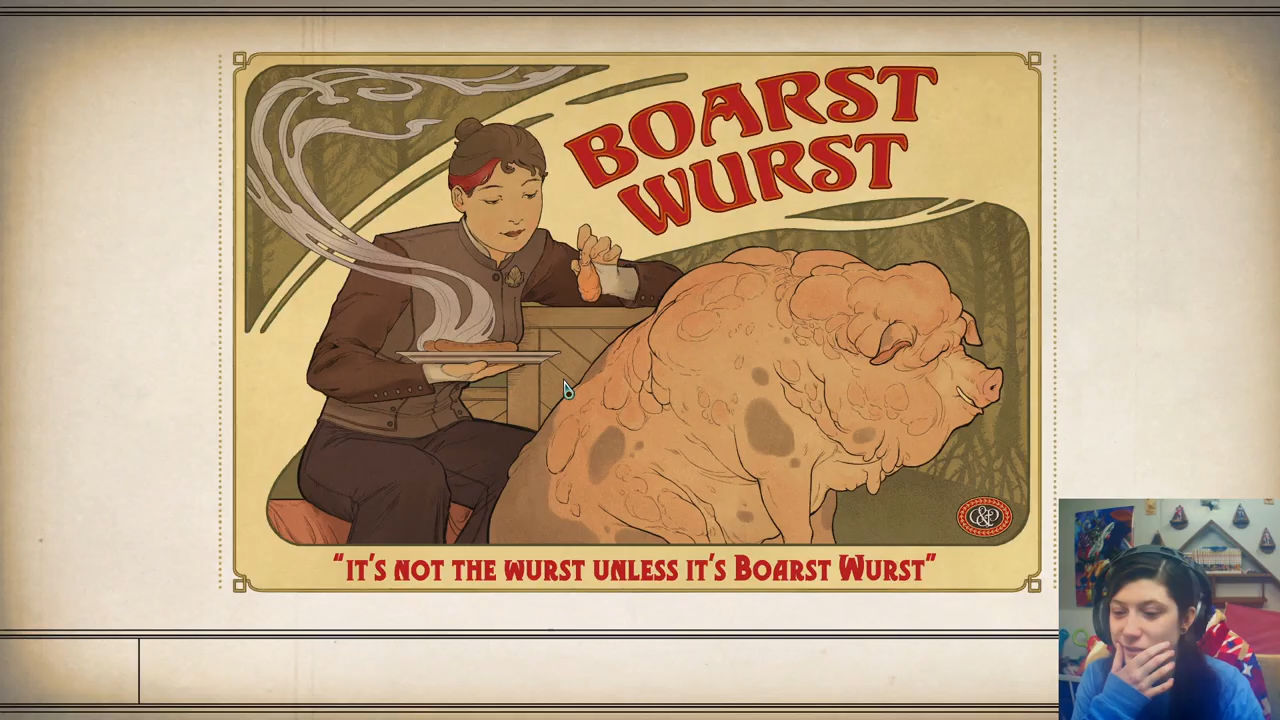 BOARST
WURST
C&P
"IT'S NOT THE WURST UNLESS IT'S BOARST WURST"